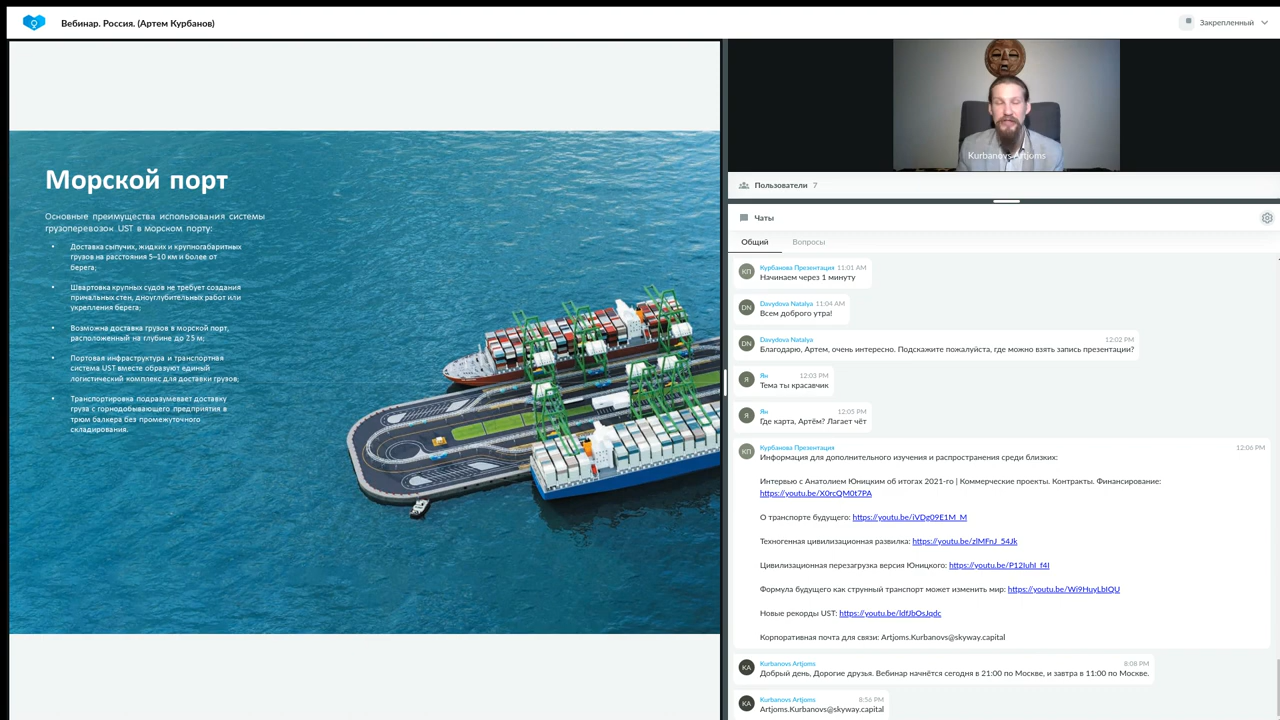 Вебинар. Россия. (Артем Курбанов)
Закрепленный
Морской порт
Основные преимущества использования системы
грузоперевозок UST в морском порту:
• Доставка сыпучих, жидких и крупногабаритных
грузов на расстояния 5–10 км и более от
берега;
• Швартовка крупных судов не требует создания
причальных стен, дноуглубительных работ или
укрепления берега;
• Возможна доставка грузов в морской порт,
расположенный на глубине до 25 м;
• Портовая инфраструктура и транспортная
система UST вместе образуют единый
логистический комплекс для доставки грузов;
• Транспортировка подразумевает доставку
груза с горнодобывающего предприятия в
трюм балкера без промежуточного
складирования.
Kurbanovs Artjoms
Пользователи 7
Чаты
Общий Вопросы
КП Курбанова Презентация 11:01 AM
Начинаем через 1 минуту
DN Davydova Natalya 11:04 AM
Всем доброго утра!
DN Davydova Natalya 12:02 PM
Благодарю, Артем, очень интересно. Подскажите пожалуйста, где можно взять запись презентации?
Я Ян 12:03 PM
Тема ты красавчик
Я Ян 12:05 PM
Где карта, Артём? Лагает чёт
КП Курбанова Презентация 12:06 PM
Информация для дополнительного изучения и распространения среди близких:
Интервью с Анатолием Юницким об итогах 2021-го | Коммерческие проекты. Контракты. Финансирование:
https://youtu.be/X0rcQM0t7PA
О транспорте будущего: https://youtu.be/iVDg09E1M_M
Техногенная цивилизационная развилка: https://youtu.be/zlMFnJ_54Jk
Цивилизационная перезагрузка версия Юницкого: https://youtu.be/P12IuhI_f4I
Формула будущего как струнный транспорт может изменить мир: https://youtu.be/Wi9HuyLbIQU
Новые рекорды UST: https://youtu.be/ldfJbOsJqdc
Корпоративная почта для связи: Artjoms.Kurbanovs@skyway.capital
KA Kurbanovs Artjoms 8:08 PM
Добрый день, Дорогие друзья. Вебинар начнётся сегодня в 21:00 по Москве, и завтра в 11:00 по Москве.
KA Kurbanovs Artjoms 8:56 PM
Artjoms.Kurbanovs@skyway.capital